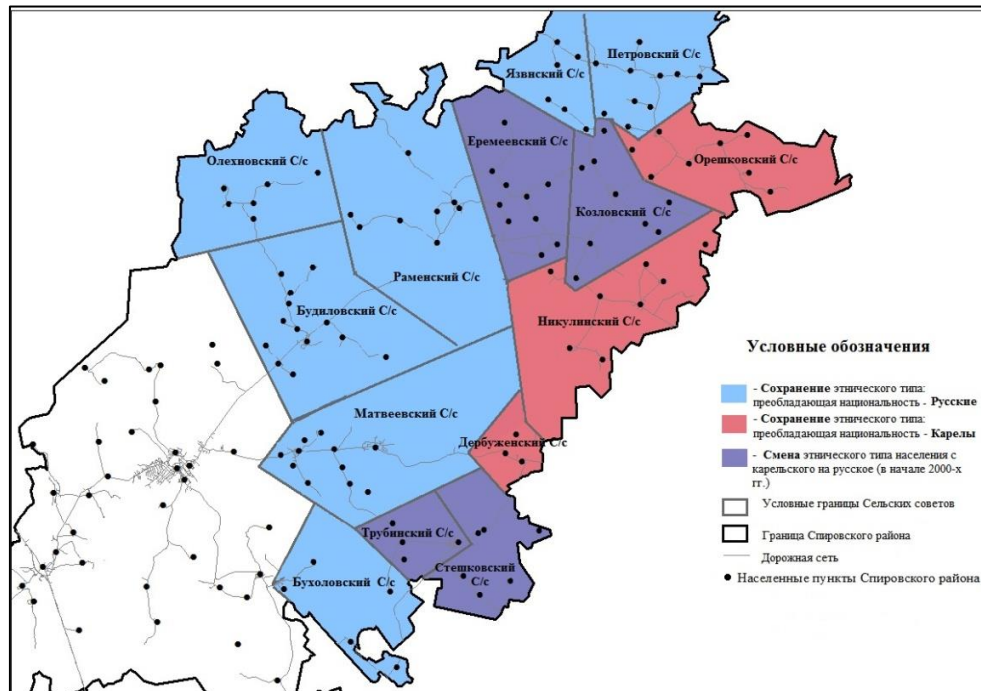 Петровский С/с
Язвиский С/с
Еремеевский С/с
Олехновский С/с
Орешковский С/с
Козловский С/с
Раменский С/с
Будиловский С/с
Никулинский С/с
Матвеевский С/с
Дербуженский С/с
Трубинский С/с
Стешковский
С/с
Бухоловский С/с
Условные обозначения
- Сохранение этнического типа:
преобладающая национальность - Русские
- Сохранение этнического типа:
преобладающая национальность - Карелы
- Смена этнического типа населения с
карельского на русское (в начале 2000-х
гг.)
Условные границы Сельских советов
Граница Спировского района
Дорожная сеть
Населенные пункты Спировского района